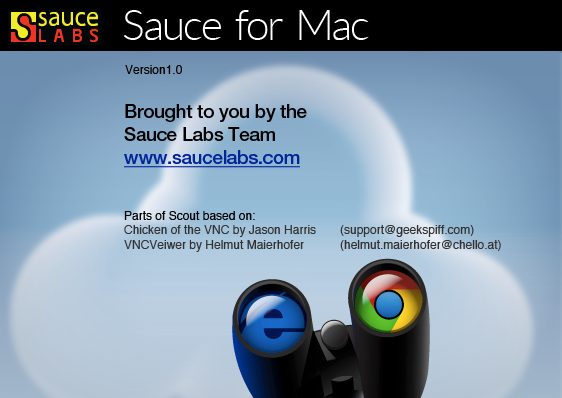 sauce
LABS
Sauce for Mac
Version1.0
Brought to you by the
Sauce Labs Team
www.saucelabs.com
Parts of Scout based on:
Chicken of the VNC by Jason Harris (support@geekspiff.com)
VNCVeiwer by Helmut Maierhofer (helmut.maierhofer@chello.at)